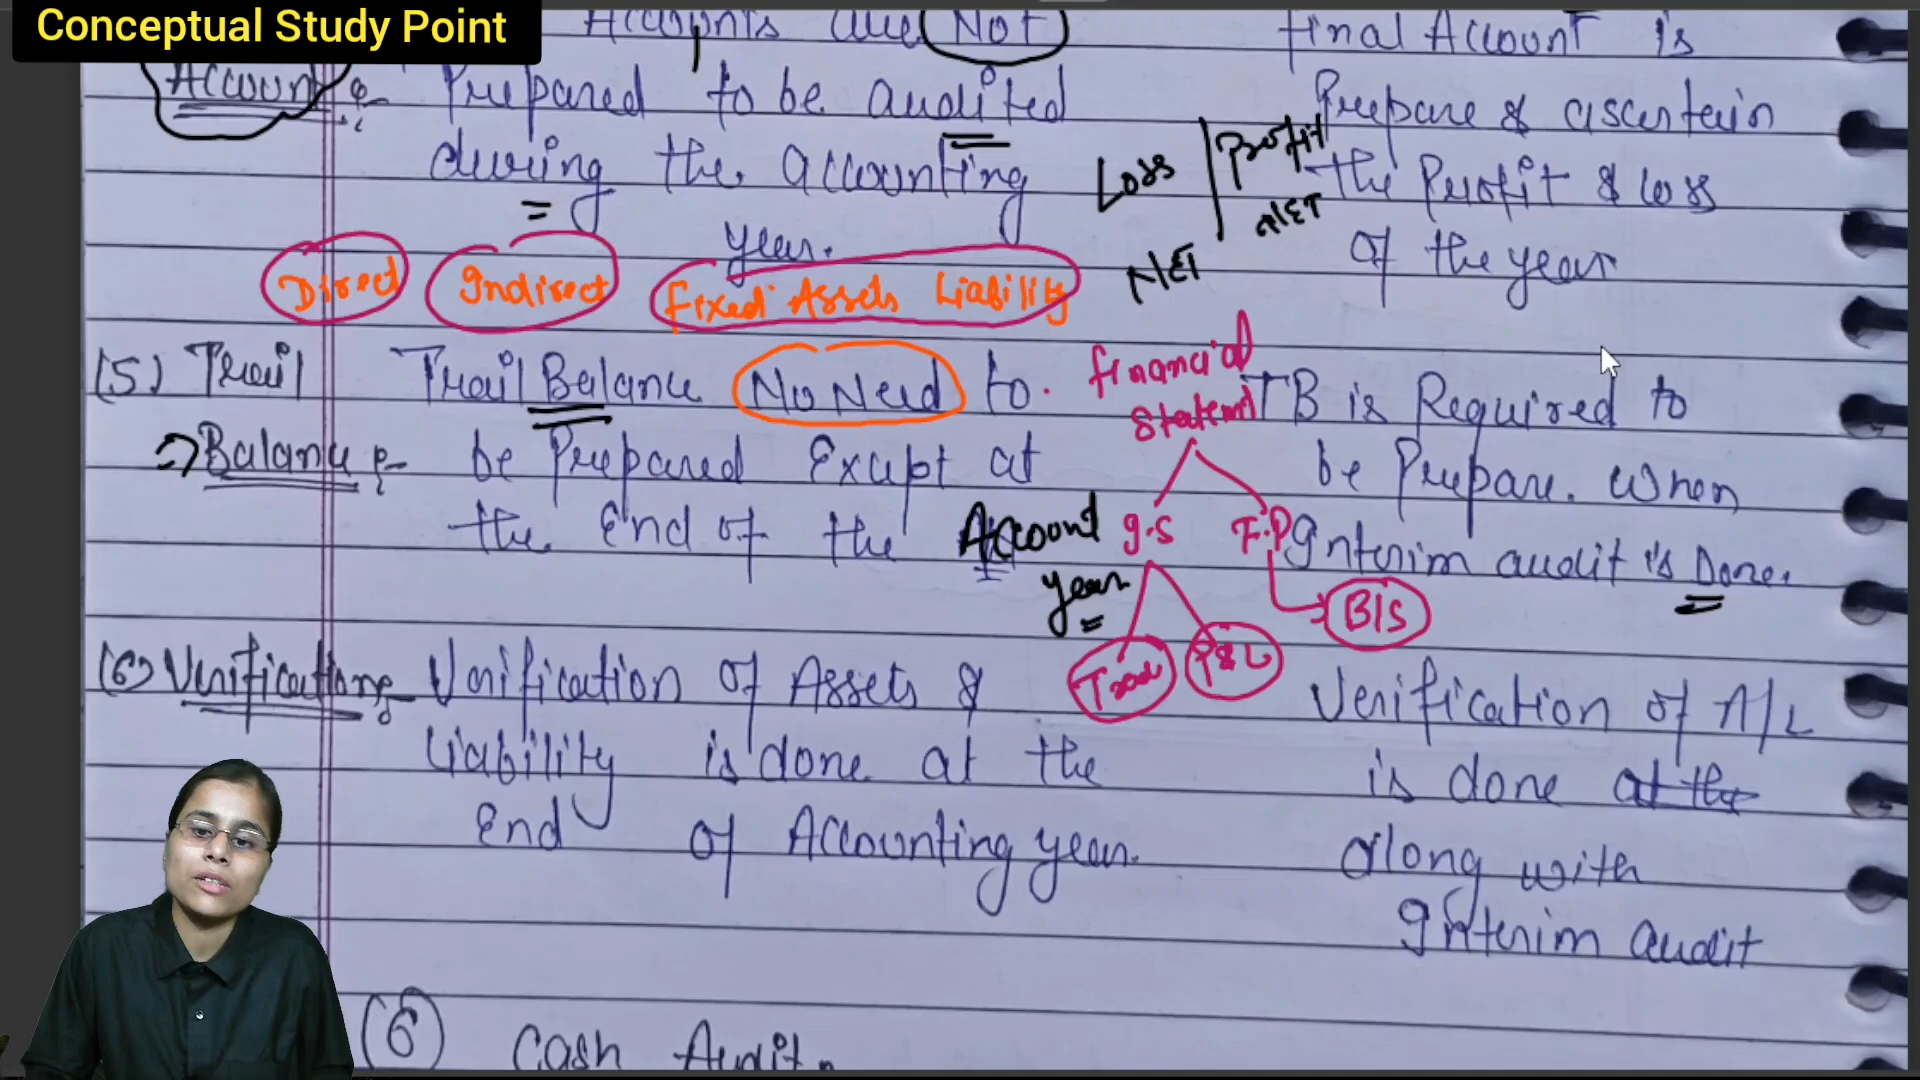 Conceptual Study Point
Accounts are Not
Final Account is
Account :-
Prepared to be audited
Prepare & ascertain
during the accounting
Loss | Profit
the Profit & loss
NET
year.
NET
of the year
Direct Indirect Fixed Assets Liability
(5) Trail
Trail Balance No Need to.
Financial
Statement
TB is Required to
=> Balance :-
be Prepared Except at
be Prepare. When
the End of the Account
year
I.S F.P
Interim audit is Done.
B/S
Trad P&L
(6) Verification :-
Verification of Assets &
Verification of A/L
Liability is done at the
is done at the
End of Accounting year.
along with
Interim audit
(6) Cash Audit :-